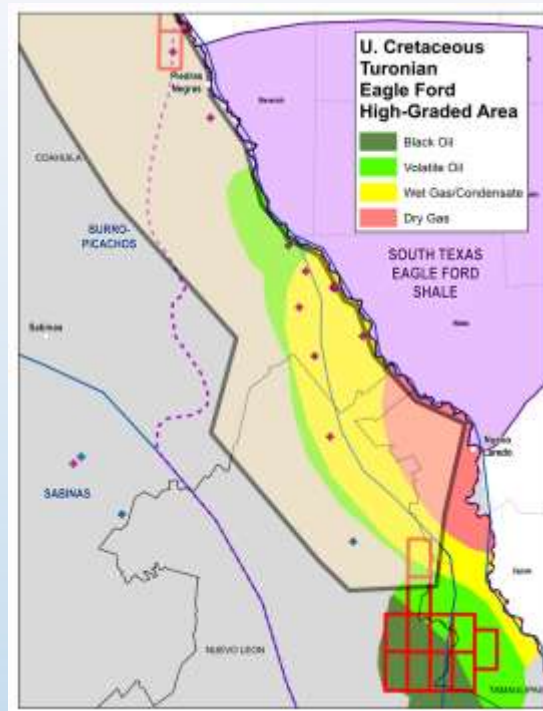 U. Cretaceous
Turonian
Eagle Ford
High-Graded Area
Black Oil
Volatile Oil
Wet Gas/Condensate
Dry Gas
Piedras
Negras
COAHUILA
BURRO-
PICACHOS
SOUTH TEXAS
EAGLE FORD
SHALE
Sabinas
Nuevo
Laredo
SABINAS
NUEVO LEON
TAMAULIPAS